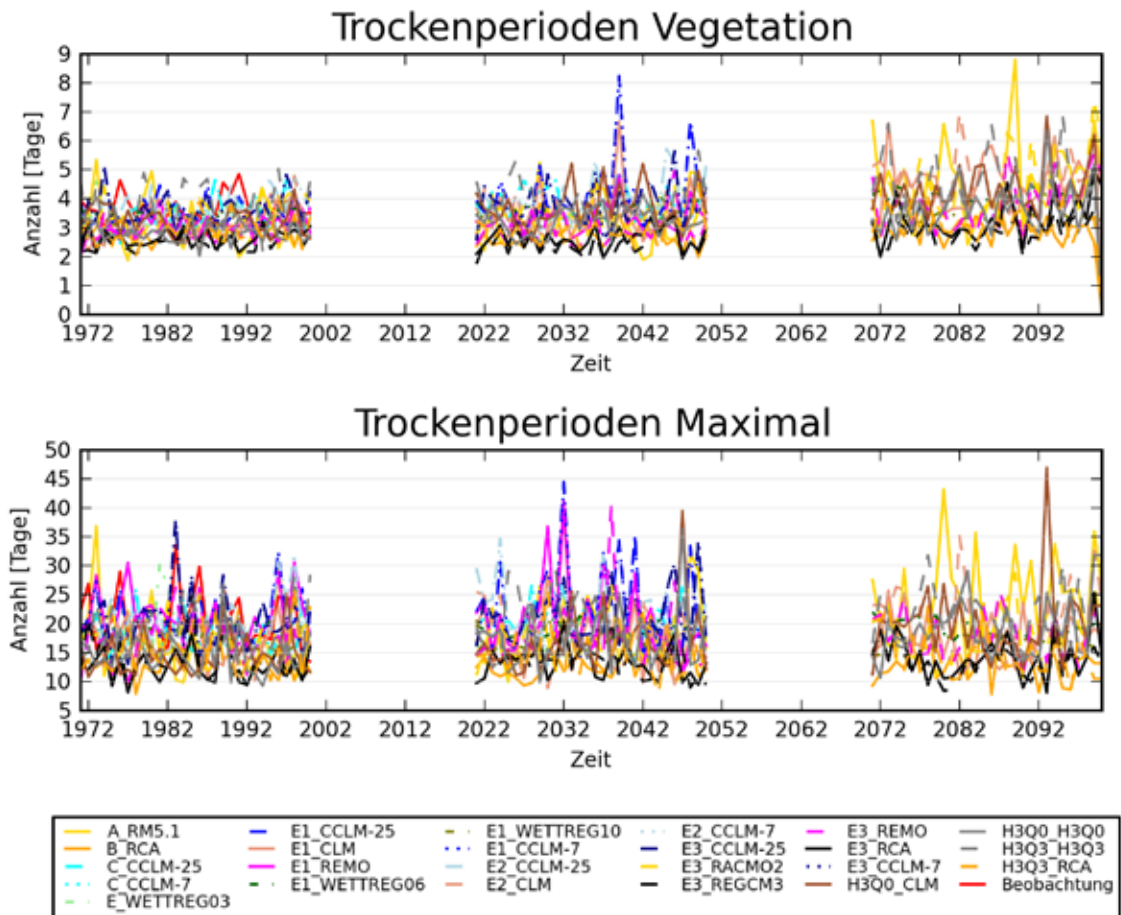 Trockenperioden Vegetation
9
8
7
6
5
4
3
2
1
0
Anzahl [Tage]
1972 1982 1992 2002 2012 2022 2032 2042 2052 2062 2072 2082 2092
Zeit
Trockenperioden Maximal
50
45
40
35
30
25
20
15
10
5
Anzahl [Tage]
1972 1982 1992 2002 2012 2022 2032 2042 2052 2062 2072 2082 2092
Zeit
A_RM5.1 E1_CCLM-25 E1_WETTREG10 E2_CCLM-7 E3_REMO H3Q0_H3Q0
B_RCA E1_CLM E1_CCLM-7 E3_CCLM-25 E3_RCA H3Q3_H3Q3
C_CCLM-25 E1_REMO E2_CCLM-25 E3_RACMO2 E3_CCLM-7 H3Q3_RCA
C_CCLM-7 E1_WETTREG06 E2_CLM E3_REGCM3 H3Q0_CLM Beobachtung
E_WETTREG03